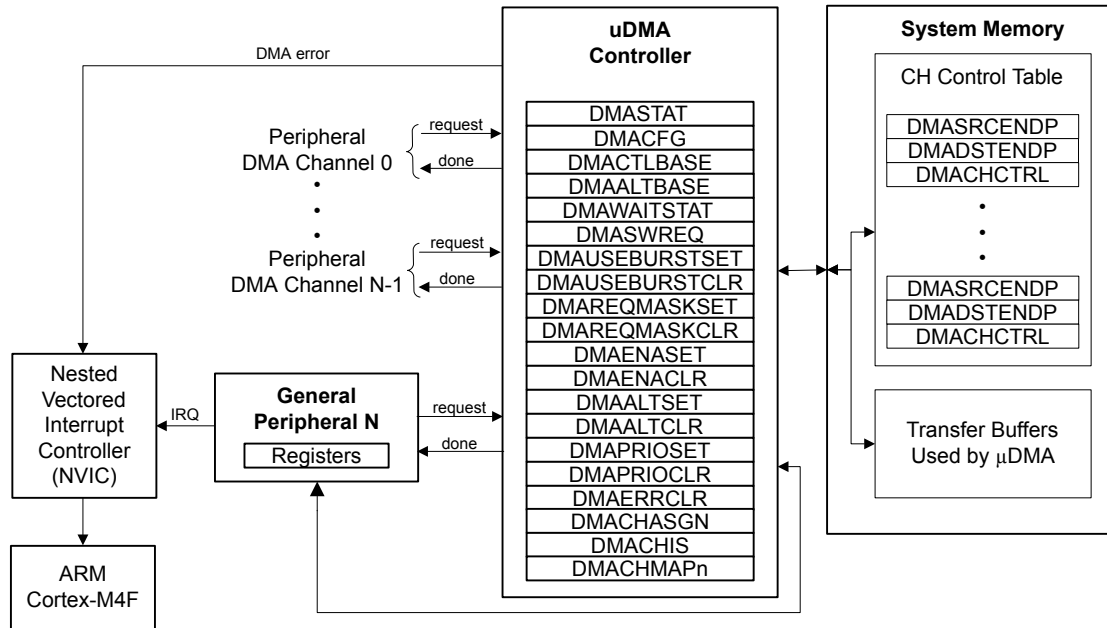 uDMA
Controller
System Memory
DMA error
CH Control Table
DMASTAT
DMACFG
DMACTLBASE
DMAALTBASE
DMAWAITSTAT
DMASWREQ
DMAUSEBURSTSET
DMAUSEBURSTCLR
DMAREQMASKSET
DMAREQMASKCLR
DMAENASET
DMAENACLR
DMAALTSET
DMAALTCLR
DMAPRIOSET
DMAPRIOCLR
DMAERRCLR
DMACHASGN
DMACHIS
DMACHMAPn
Peripheral
DMA Channel 0
request
done
Peripheral
DMA Channel N-1
request
done
DMASRCENDP
DMADSTENDP
DMACHCTRL
DMASRCENDP
DMADSTENDP
DMACHCTRL
Nested
Vectored
Interrupt
Controller
(NVIC)
IRQ
General
Peripheral N
Registers
request
done
Transfer Buffers
Used by μDMA
ARM
Cortex-M4F